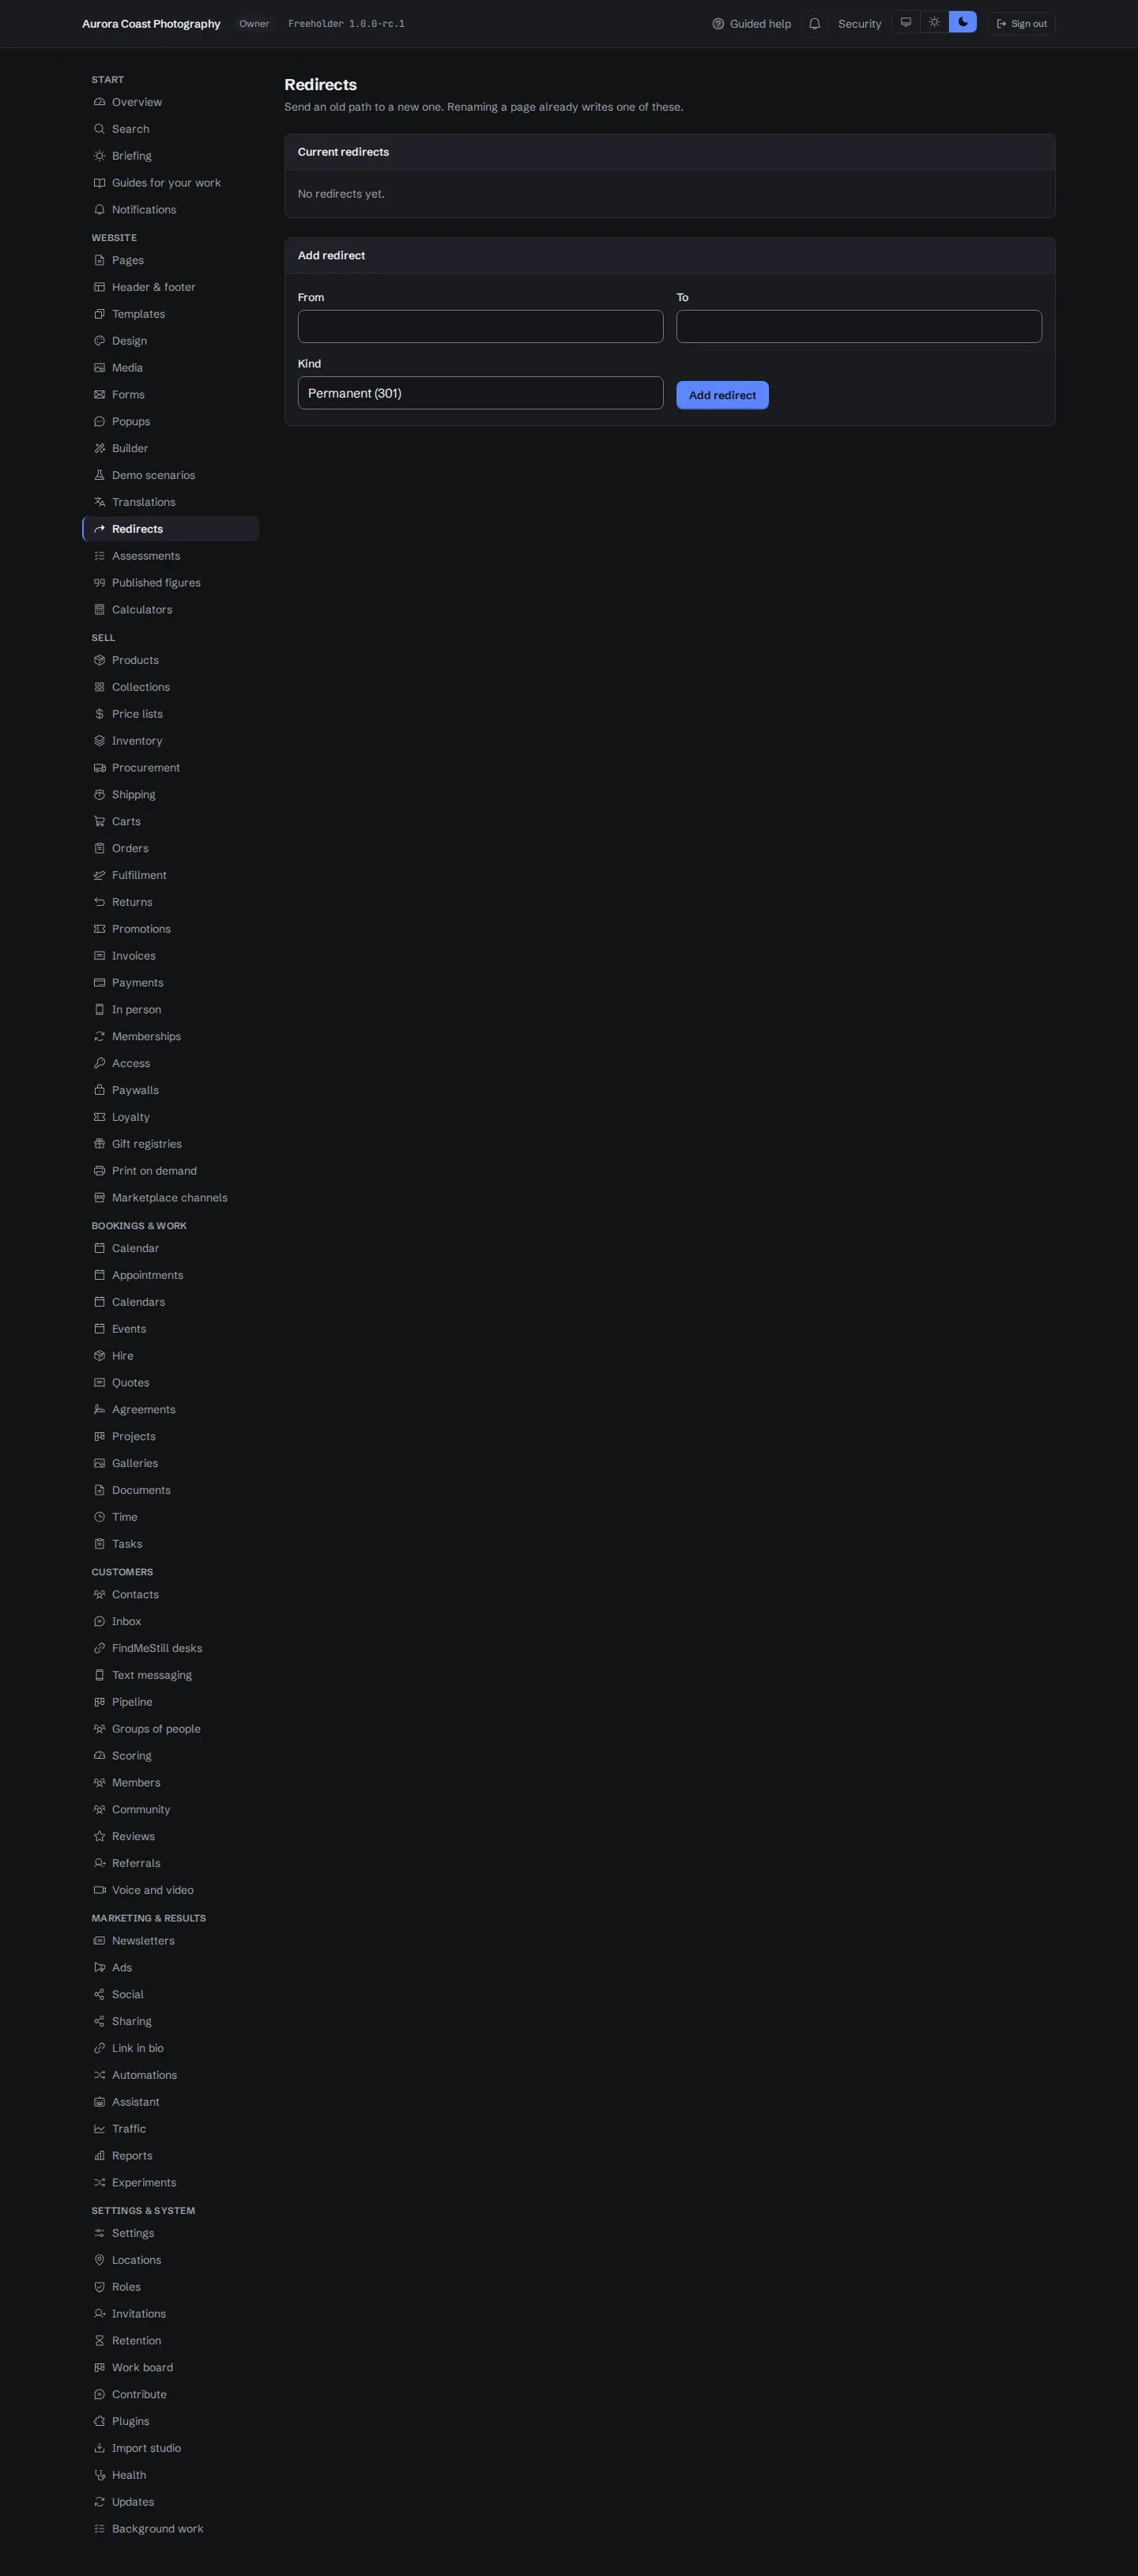 Aurora Coast Photography Owner Freeholder 1.0.0-rc.1 Guided help Security Sign out
START
Overview
Search
Briefing
Guides for your work
Notifications
WEBSITE
Pages
Header & footer
Templates
Design
Media
Forms
Popups
Builder
Demo scenarios
Translations
Redirects
Assessments
Published figures
Calculators
SELL
Products
Collections
Price lists
Inventory
Procurement
Shipping
Carts
Orders
Fulfillment
Returns
Promotions
Invoices
Payments
In person
Memberships
Access
Paywalls
Loyalty
Gift registries
Print on demand
Marketplace channels
BOOKINGS & WORK
Calendar
Appointments
Calendars
Events
Hire
Quotes
Agreements
Projects
Galleries
Documents
Time
Tasks
CUSTOMERS
Contacts
Inbox
FindMeStill desks
Text messaging
Pipeline
Groups of people
Scoring
Members
Community
Reviews
Referrals
Voice and video
MARKETING & RESULTS
Newsletters
Ads
Social
Sharing
Link in bio
Automations
Assistant
Traffic
Reports
Experiments
SETTINGS & SYSTEM
Settings
Locations
Roles
Invitations
Retention
Work board
Contribute
Plugins
Import studio
Health
Updates
Background work
Redirects
Send an old path to a new one. Renaming a page already writes one of these.
Current redirects
No redirects yet.
Add redirect
From To
Kind
Permanent (301) Add redirect